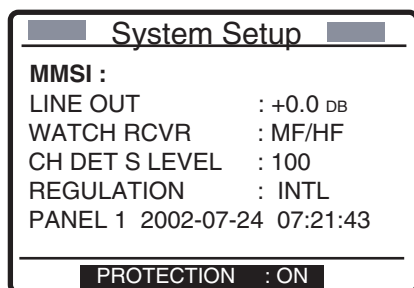 System Setup
MMSI :
LINE OUT : +0.0 DB
WATCH RCVR : MF/HF
CH DET S LEVEL : 100
REGULATION : INTL
PANEL 1 2002-07-24 07:21:43
PROTECTION : ON